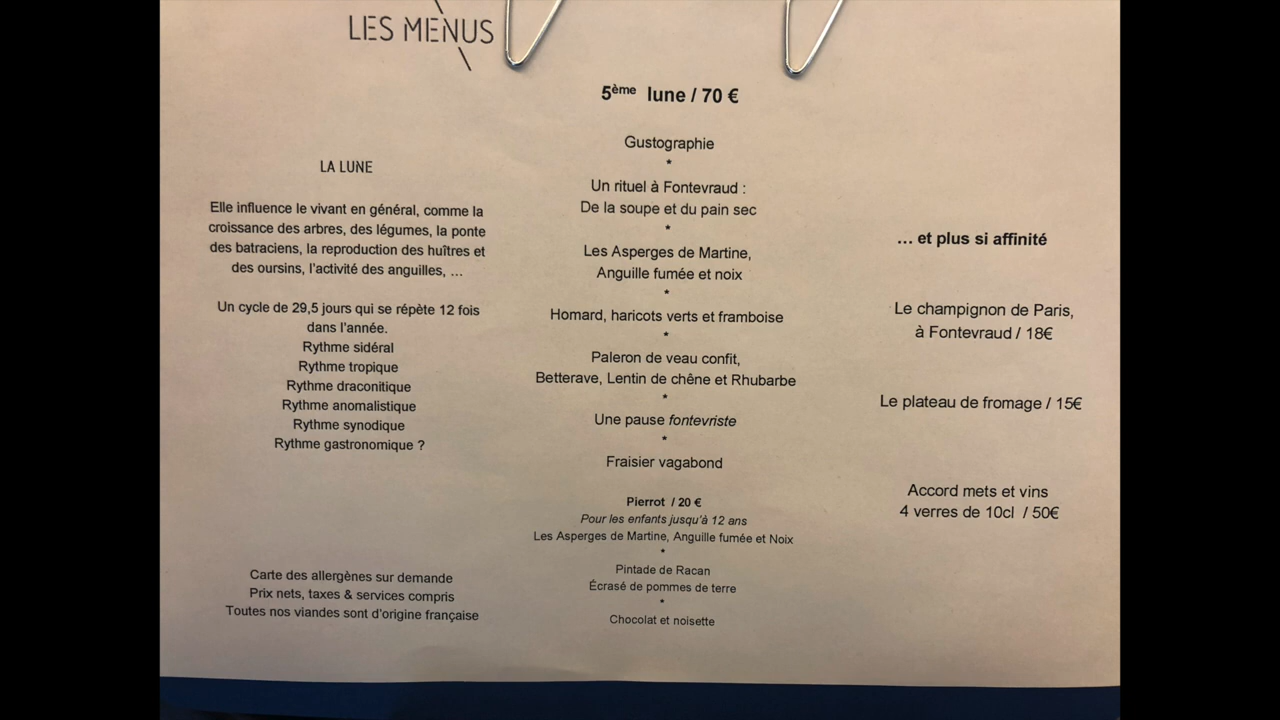 LES MENUS
LA LUNE
Elle influence le vivant en général, comme la
croissance des arbres, des légumes, la ponte
des batraciens, la reproduction des huîtres et
des oursins, l'activité des anguilles, ...
Un cycle de 29,5 jours qui se répète 12 fois
dans l'année.
Rythme sidéral
Rythme tropique
Rythme draconitique
Rythme anomalistique
Rythme synodique
Rythme gastronomique ?
Carte des allergènes sur demande
Prix nets, taxes & services compris
Toutes nos viandes sont d'origine française
5ème lune / 70 €
Gustographie
*
Un rituel à Fontevraud :
De la soupe et du pain sec
*
Les Asperges de Martine,
Anguille fumée et noix
*
Homard, haricots verts et framboise
*
Paleron de veau confit,
Betterave, Lentin de chêne et Rhubarbe
*
Une pause fontevriste
*
Fraisier vagabond
Pierrot / 20 €
Pour les enfants jusqu'à 12 ans
Les Asperges de Martine, Anguille fumée et Noix
*
Pintade de Racan
Écrasé de pommes de terre
*
Chocolat et noisette
... et plus si affinité
Le champignon de Paris,
à Fontevraud / 18€
Le plateau de fromage / 15€
Accord mets et vins
4 verres de 10cl / 50€